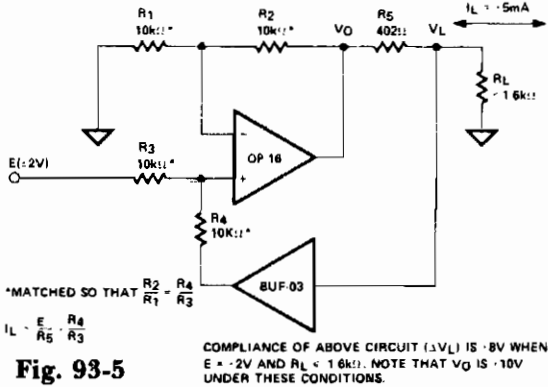 R1
10kΩ*
R2
10kΩ*
VO
R5
402Ω
VL
IL = ±5mA
RL
< 1 6kΩ
E(±2V)
R3
10kΩ*
−
OP 16
+
R4
10KΩ*
BUF-03
*MATCHED SO THAT R2/R1 = R4/R3
IL = E/R5 · R4/R3
COMPLIANCE OF ABOVE CIRCUIT (ΔVL) IS ·8V WHEN
E = ·2V AND RL < 1 6kΩ. NOTE THAT VO IS ·10V
UNDER THESE CONDITIONS.
Fig. 93-5